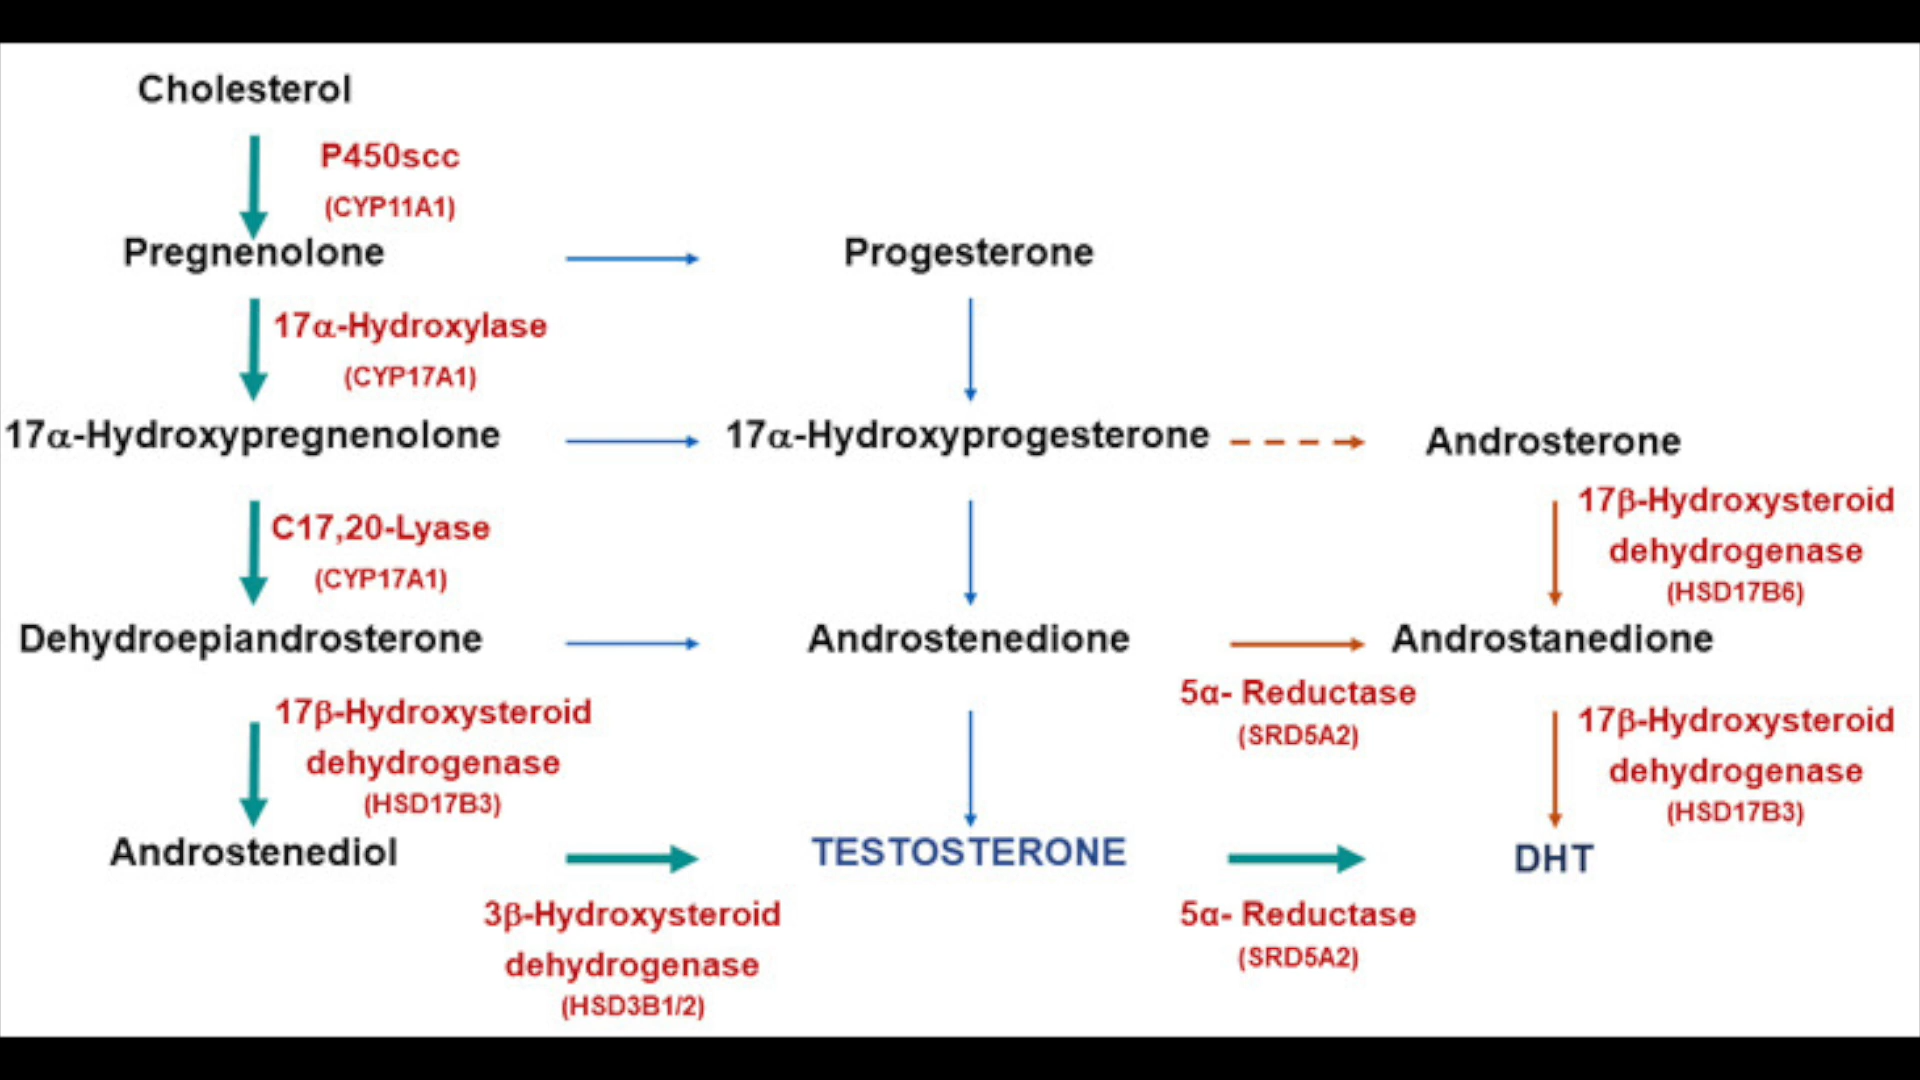 Cholesterol
P450scc
(CYP11A1)
Pregnenolone
Progesterone
17α-Hydroxylase
(CYP17A1)
17α-Hydroxypregnenolone
17α-Hydroxyprogesterone
Androsterone
C17,20-Lyase
(CYP17A1)
17β-Hydroxysteroid
dehydrogenase
(HSD17B6)
Dehydroepiandrosterone
Androstenedione
Androstanedione
17β-Hydroxysteroid
dehydrogenase
(HSD17B3)
5α- Reductase
(SRD5A2)
17β-Hydroxysteroid
dehydrogenase
(HSD17B3)
Androstenediol
TESTOSTERONE
DHT
3β-Hydroxysteroid
dehydrogenase
(HSD3B1/2)
5α- Reductase
(SRD5A2)